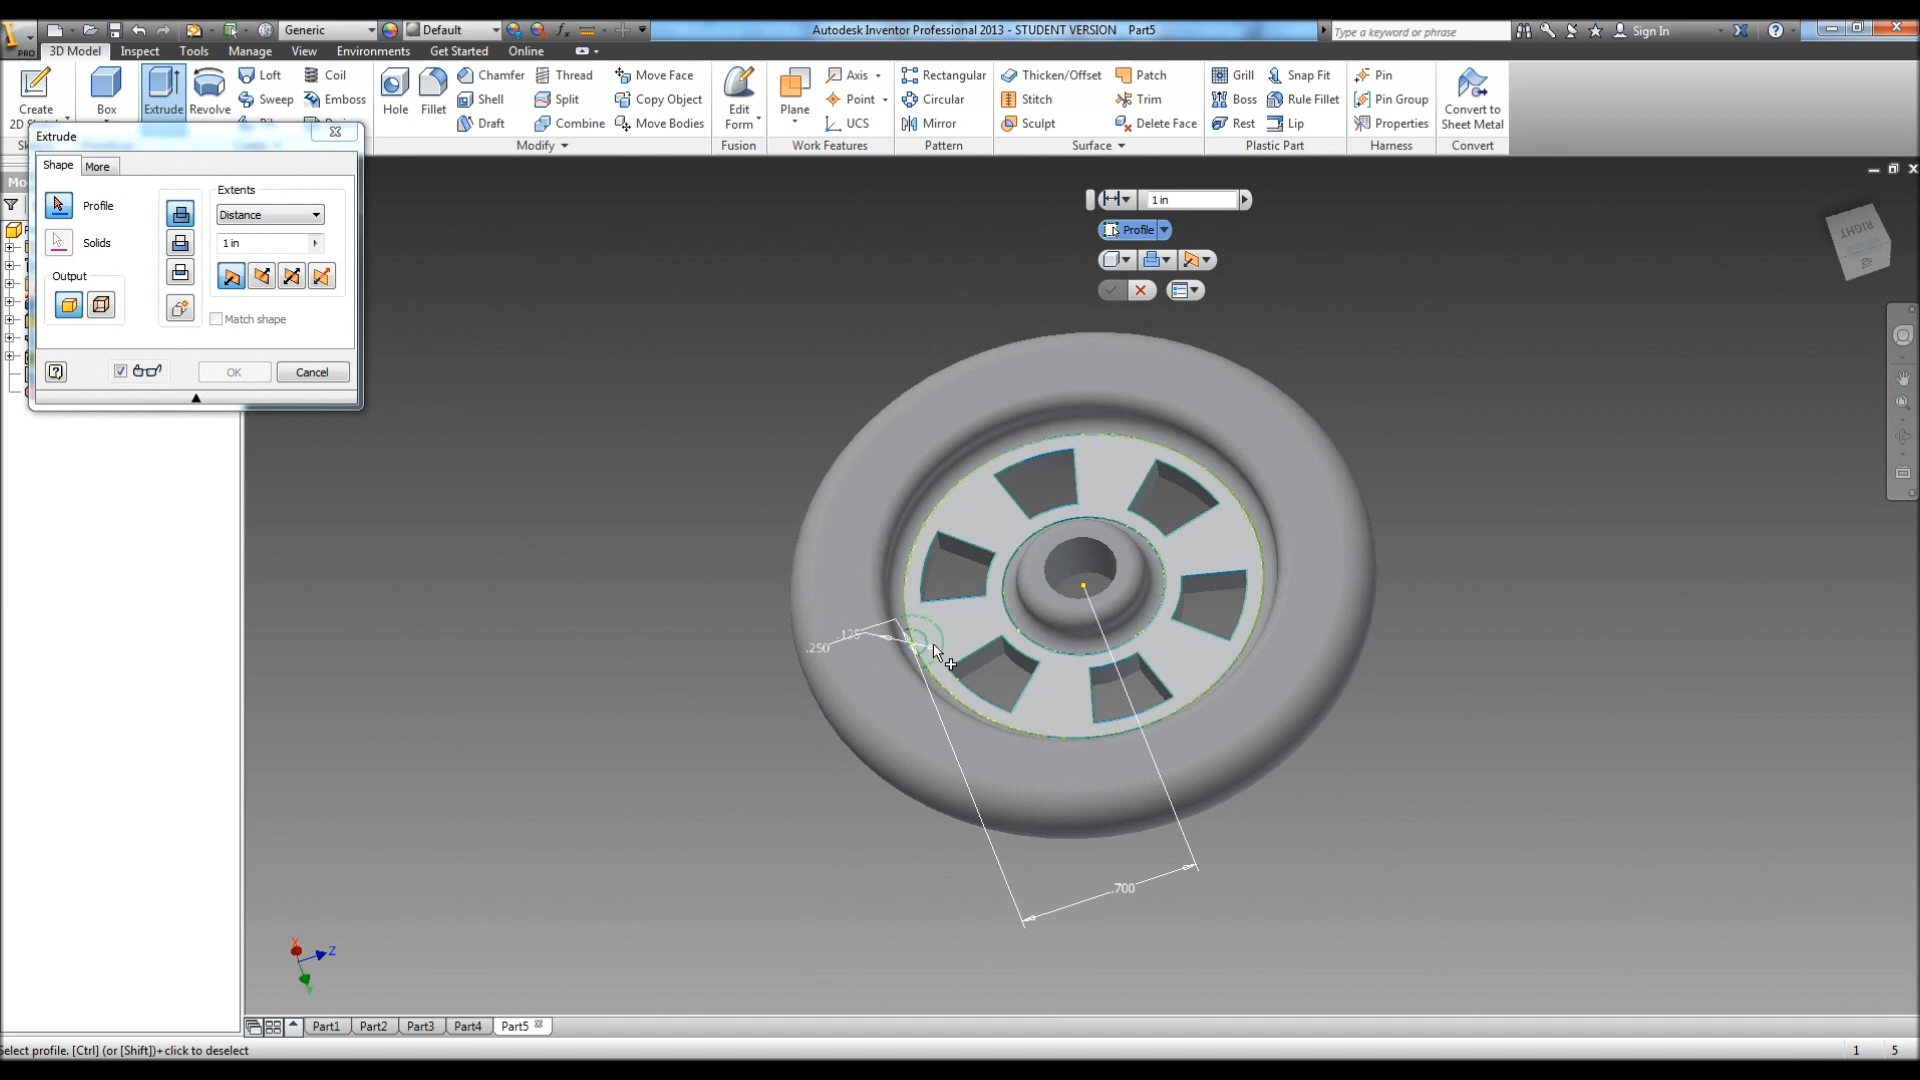 Generic
Default
Autodesk Inventor Professional 2013 - STUDENT VERSION Part5
Type a keyword or phrase
Sign In
PRO
3D Model Inspect Tools Manage View Environments Get Started Online
Create
2D
Box
Extrude
Revolve
Loft
Sweep
Coil
Emboss
Hole
Fillet
Chamfer
Shell
Draft
Thread
Split
Combine
Move Face
Copy Object
Move Bodies
Modify
Edit
Form
Fusion
Plane
Axis
Point
UCS
Work Features
Rectangular
Circular
Mirror
Pattern
Thicken/Offset
Stitch
Sculpt
Patch
Trim
Delete Face
Surface
Grill
Boss
Rest
Snap Fit
Rule Fillet
Lip
Plastic Part
Pin
Pin Group
Properties
Harness
Convert to
Sheet Metal
Convert
Extrude
Shape More
Profile
Solids
Output
Extents
Distance
1 in
Match shape
OK
Cancel
1 in
Profile
RIGHT
.125
.250
.700
X
Z
Part1 Part2 Part3 Part4 Part5
Select profile. [Ctrl] (or [Shift])+click to deselect
1 5